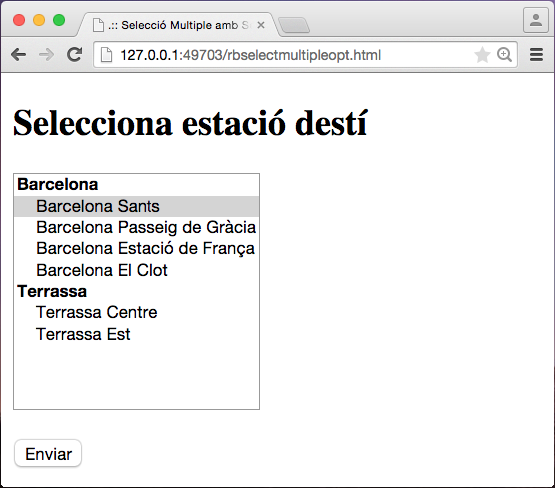 .:: Selecció Multiple amb S
127.0.0.1:49703/rbselectmultipleopt.html
Selecciona estació destí
Barcelona
Barcelona Sants
Barcelona Passeig de Gràcia
Barcelona Estació de França
Barcelona El Clot
Terrassa
Terrassa Centre
Terrassa Est
Enviar